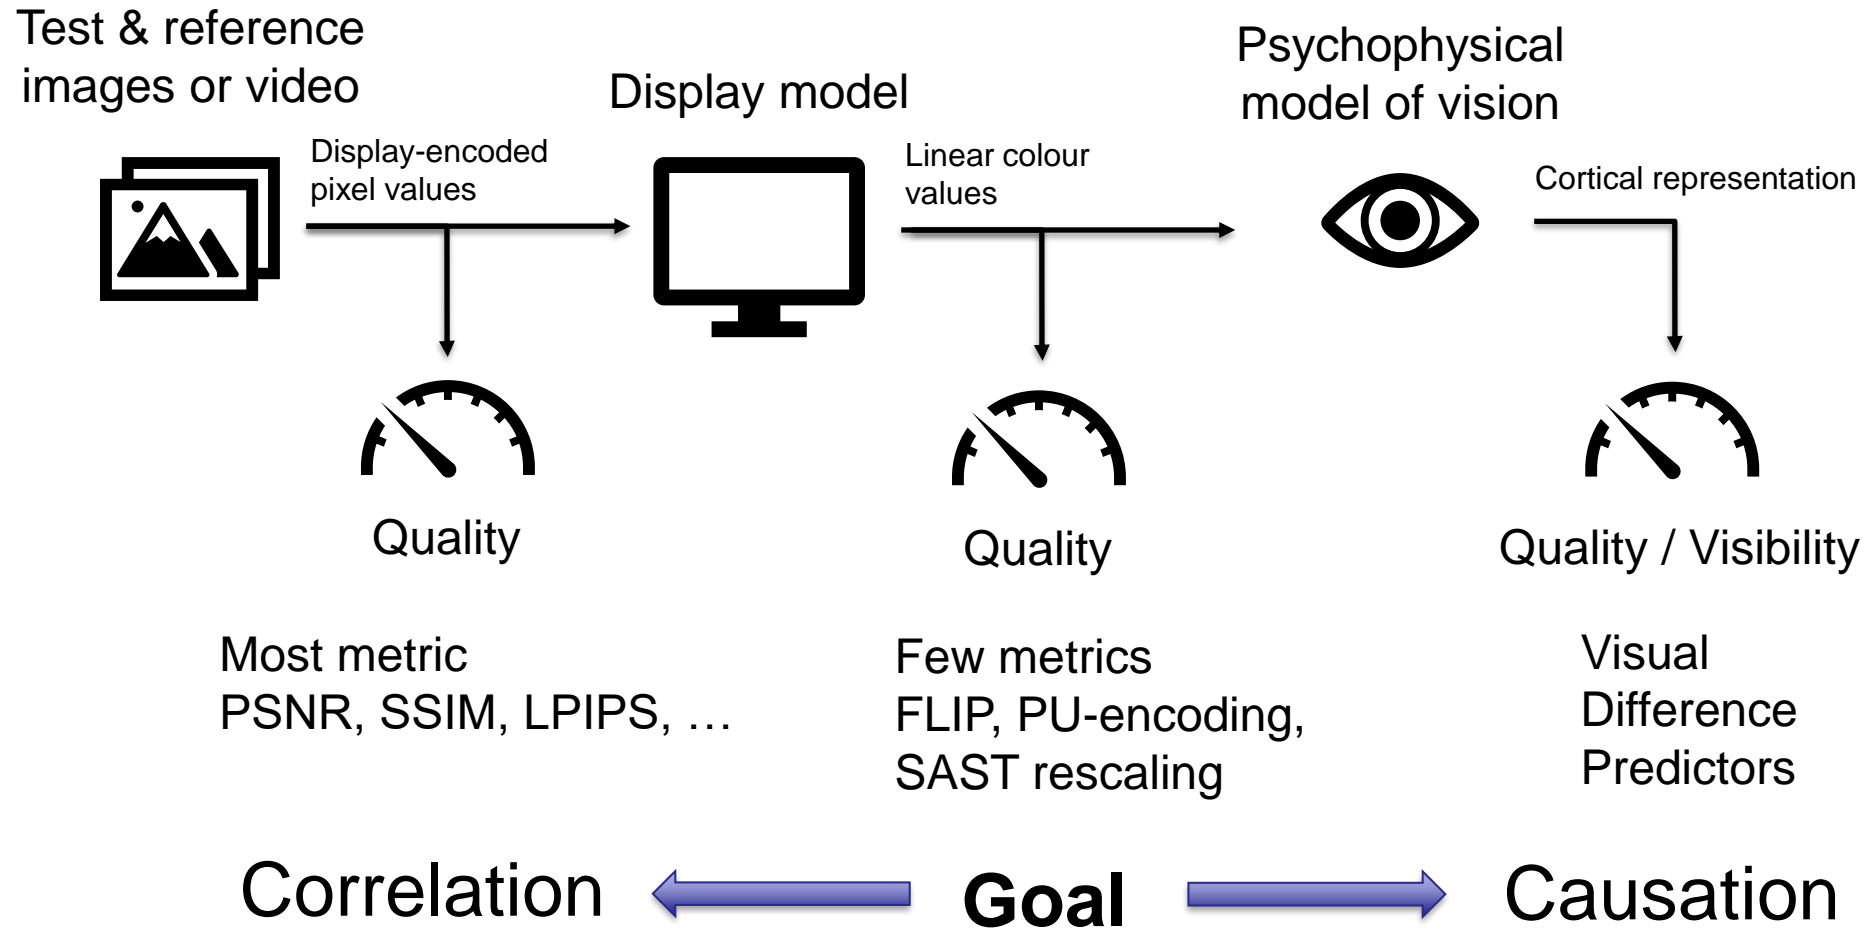 Test & reference
images or video
Display model
Psychophysical
model of vision
Display-encoded
pixel values
Linear colour
values
Cortical representation
Quality
Quality
Quality / Visibility
Most metric
PSNR, SSIM, LPIPS, …
Few metrics
FLIP, PU-encoding,
SAST rescaling
Visual
Difference
Predictors
Correlation
Goal
Causation